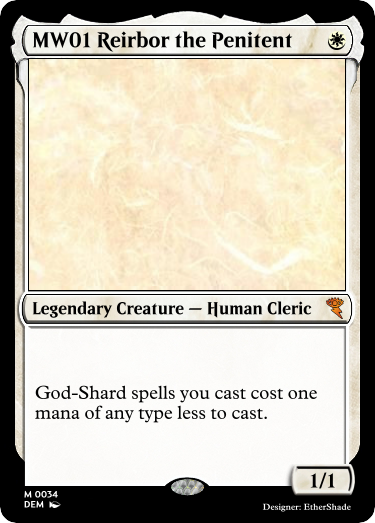 MW01 Reirbor the Penitent
Legendary Creature — Human Cleric
God-Shard spells you cast cost one
mana of any type less to cast.
1/1
M 0034
DEM
Designer: EtherShade